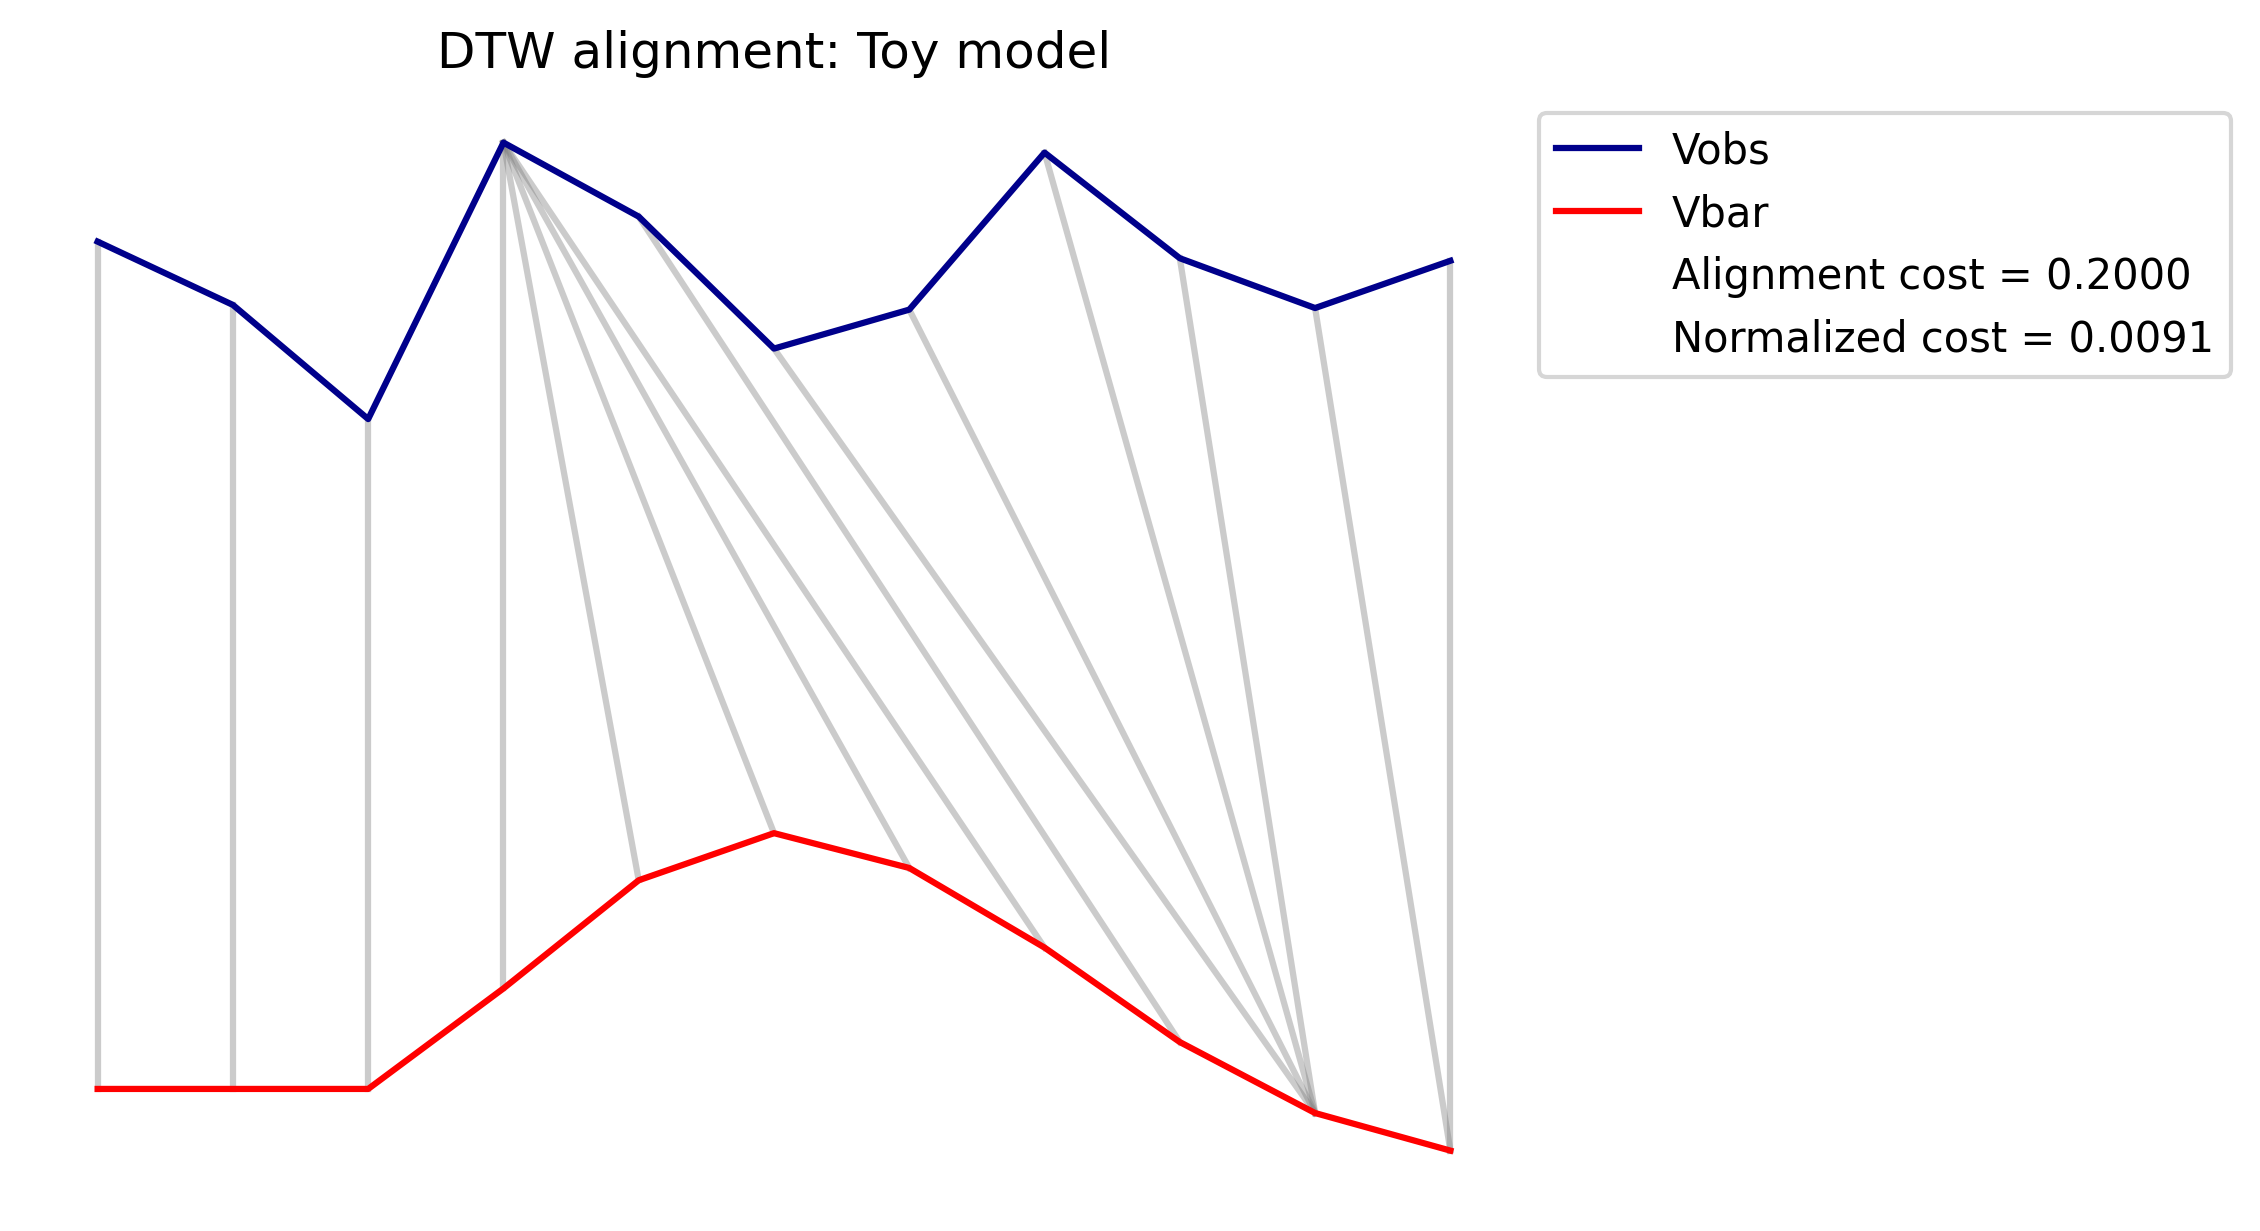 DTW alignment: Toy model
Vobs
Vbar
Alignment cost = 0.2000
Normalized cost = 0.0091